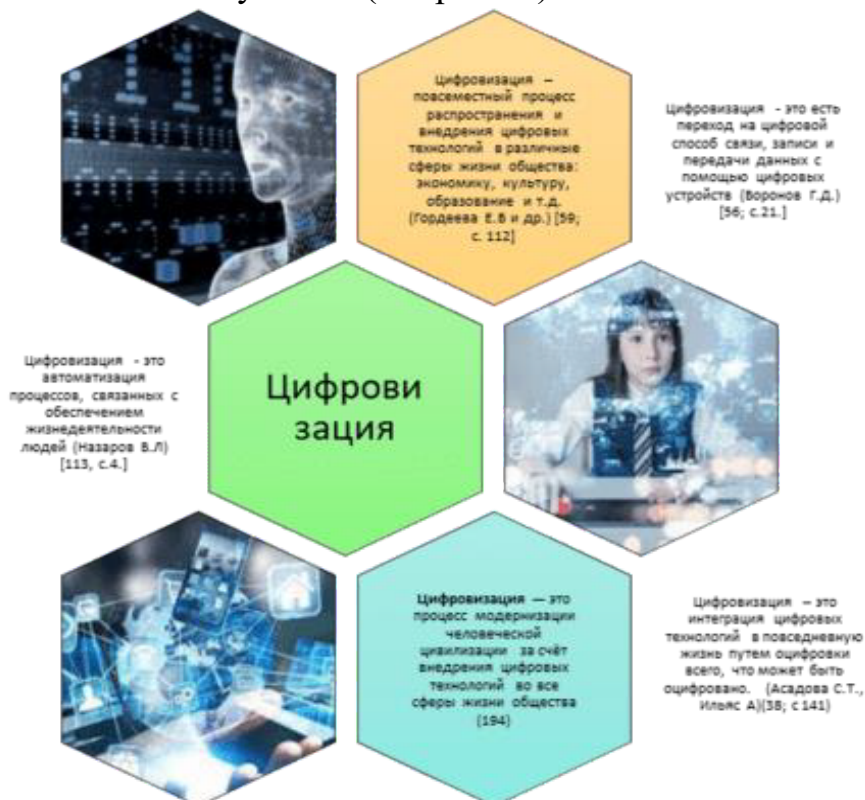 Цифровизация –
повсеместный процесс
распространения и
внедрения цифровых
технологий в различные
сферы жизни общества:
экономику, культуру,
образование и т.д.
(Гордеева Е.В и др.) [59;
с. 112]
Цифровизация - это есть
переход на цифровой
способ связи, записи и
передачи данных с
помощью цифровых
устройств (Воронов Г.Д.)
[56; с.21.]
Цифровизация - это
автоматизация
процессов, связанных с
обеспечением
жизнедеятельности
людей (Назаров В.Л)
[113, с.4.]
Цифрови
зация
Цифровизация — это
процесс модернизации
человеческой
цивилизации за счёт
внедрения цифровых
технологий во все
сферы жизни общества
(194)
Цифровизация – это
интеграция цифровых
технологий в повседневную
жизнь путем оцифровки
всего, что может быть
оцифровано. (Асадова С.Т.,
Ильяс А)(38; с 141)